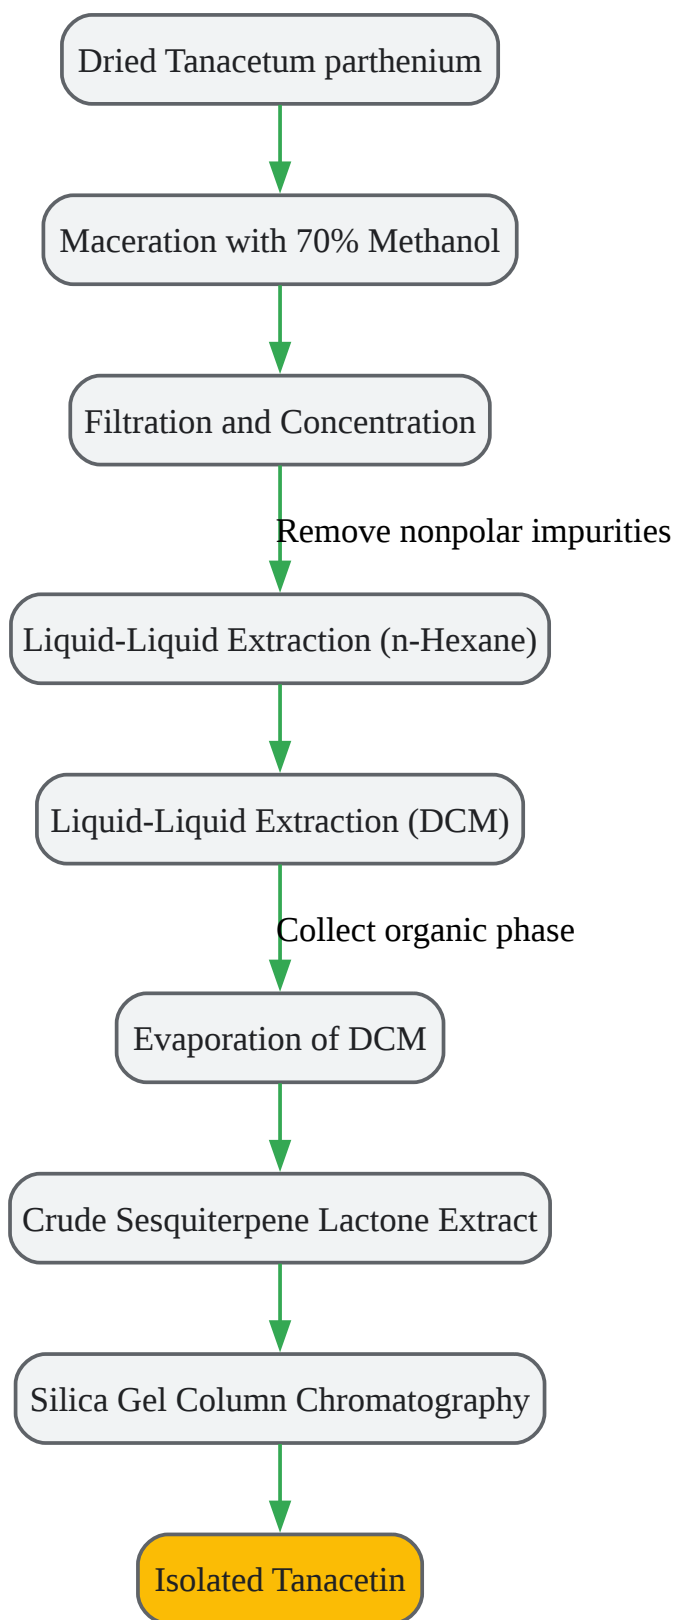 Dried Tanacetum parthenium
Maceration with 70% Methanol
Filtration and Concentration
Remove nonpolar impurities
Liquid-Liquid Extraction (n-Hexane)
Liquid-Liquid Extraction (DCM)
Collect organic phase
Evaporation of DCM
Crude Sesquiterpene Lactone Extract
Silica Gel Column Chromatography
Isolated Tanacetin